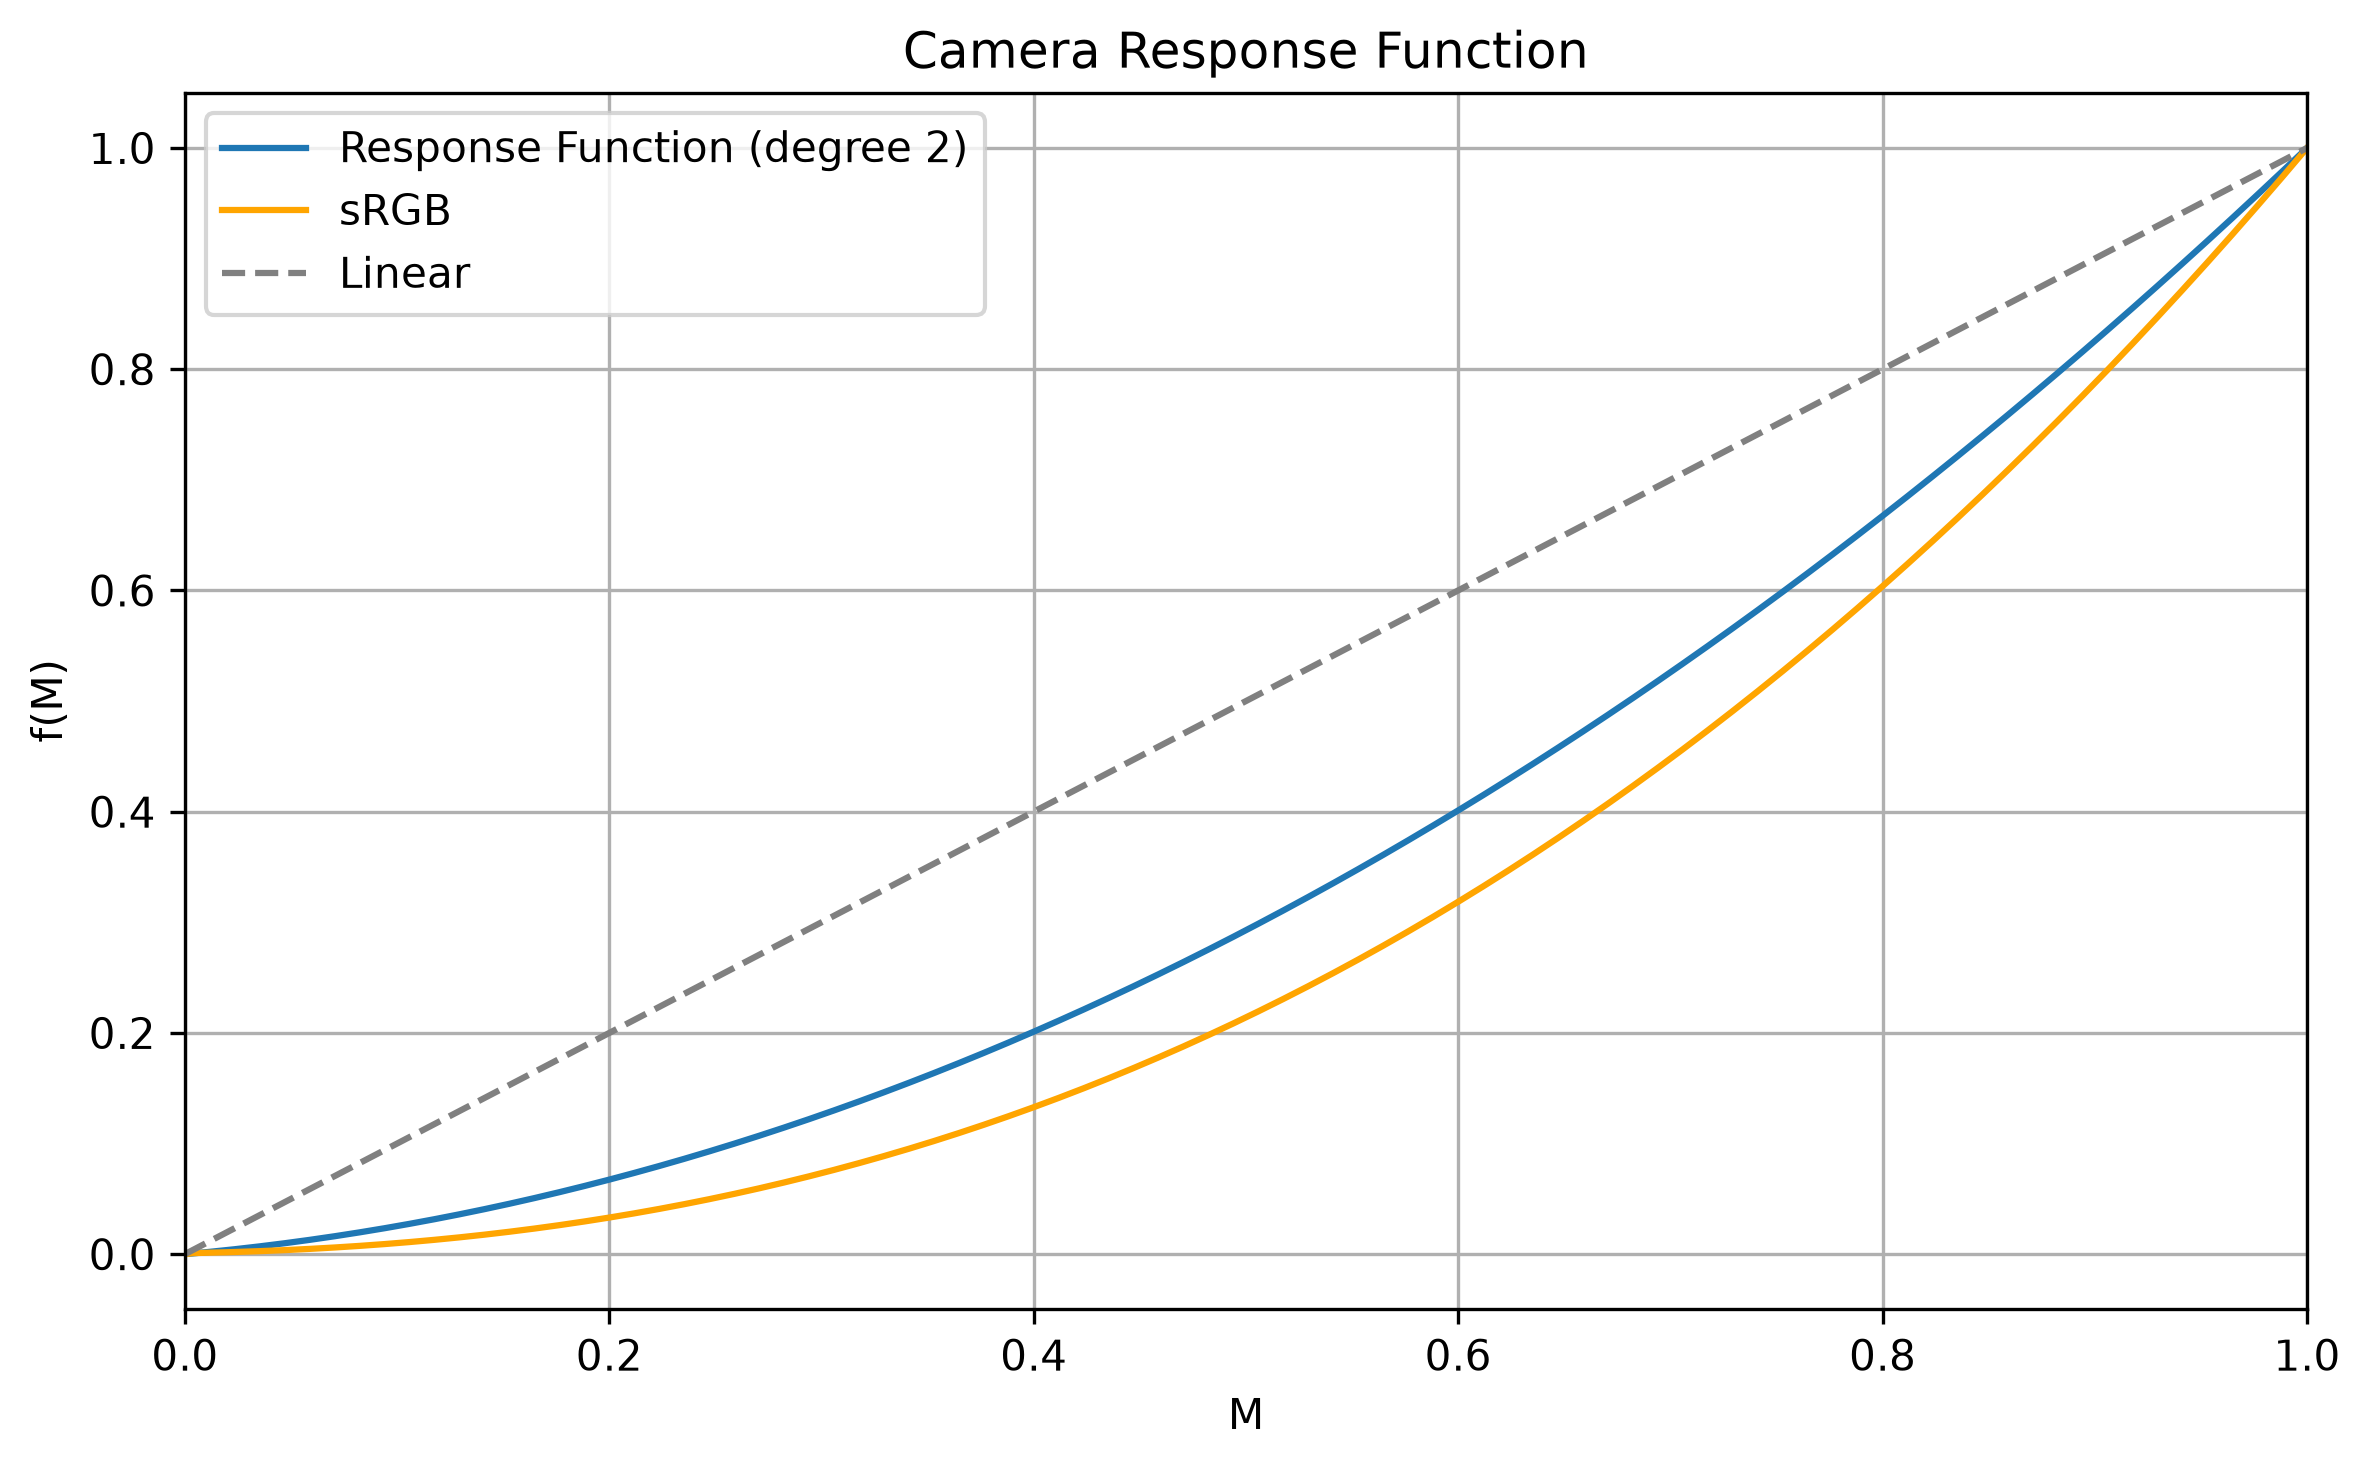 Camera Response Function
Response Function (degree 2)
sRGB
Linear
1.0
0.8
0.6
0.4
0.2
0.0
f(M)
0.0 0.2 0.4 0.6 0.8 1.0
M